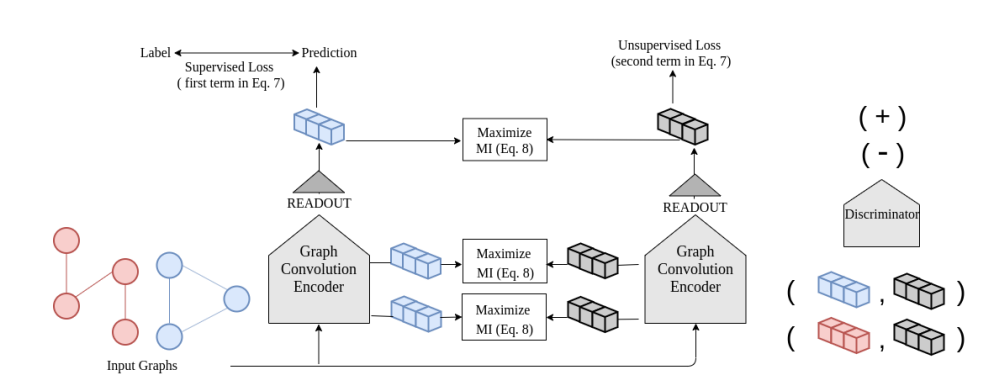 Label
Prediction
Supervised Loss
( first term in Eq. 7)
Unsupervised Loss
(second term in Eq. 7)
Maximize
MI (Eq. 8)
READOUT
READOUT
Graph
Convolution
Encoder
Maximize
MI (Eq. 8)
Maximize
MI (Eq. 8)
Graph
Convolution
Encoder
Input Graphs
(+)
(-)
Discriminator
( , )
( , )